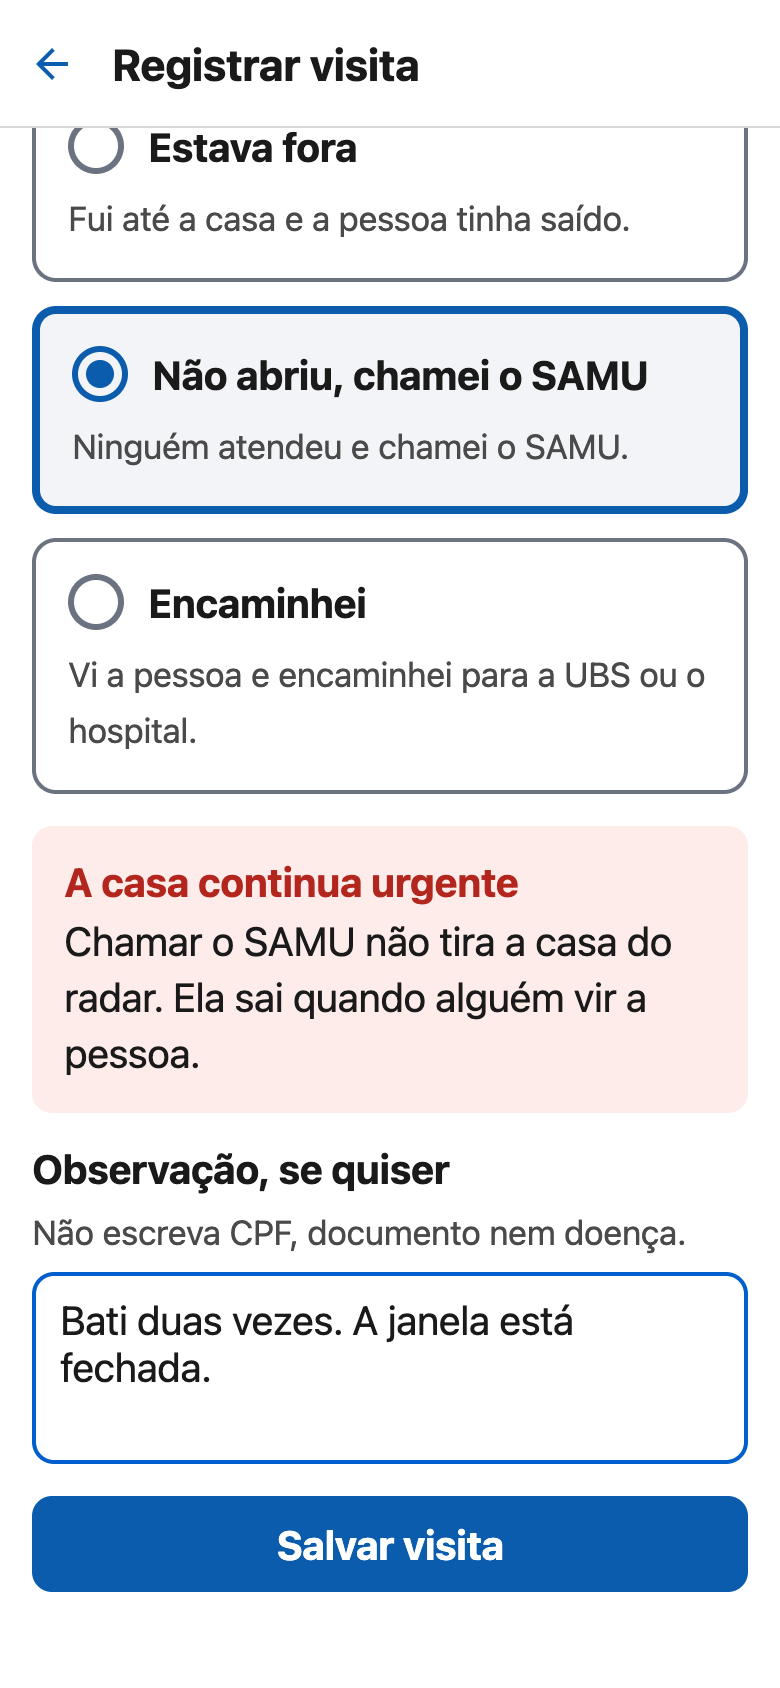 Registrar visita
Estava fora
Fui até a casa e a pessoa tinha saído.
Não abriu, chamei o SAMU
Ninguém atendeu e chamei o SAMU.
Encaminhei
Vi a pessoa e encaminhei para a UBS ou o
hospital.
A casa continua urgente
Chamar o SAMU não tira a casa do
radar. Ela sai quando alguém vir a
pessoa.
Observação, se quiser
Não escreva CPF, documento nem doença.
Bati duas vezes. A janela está
fechada.
Salvar visita